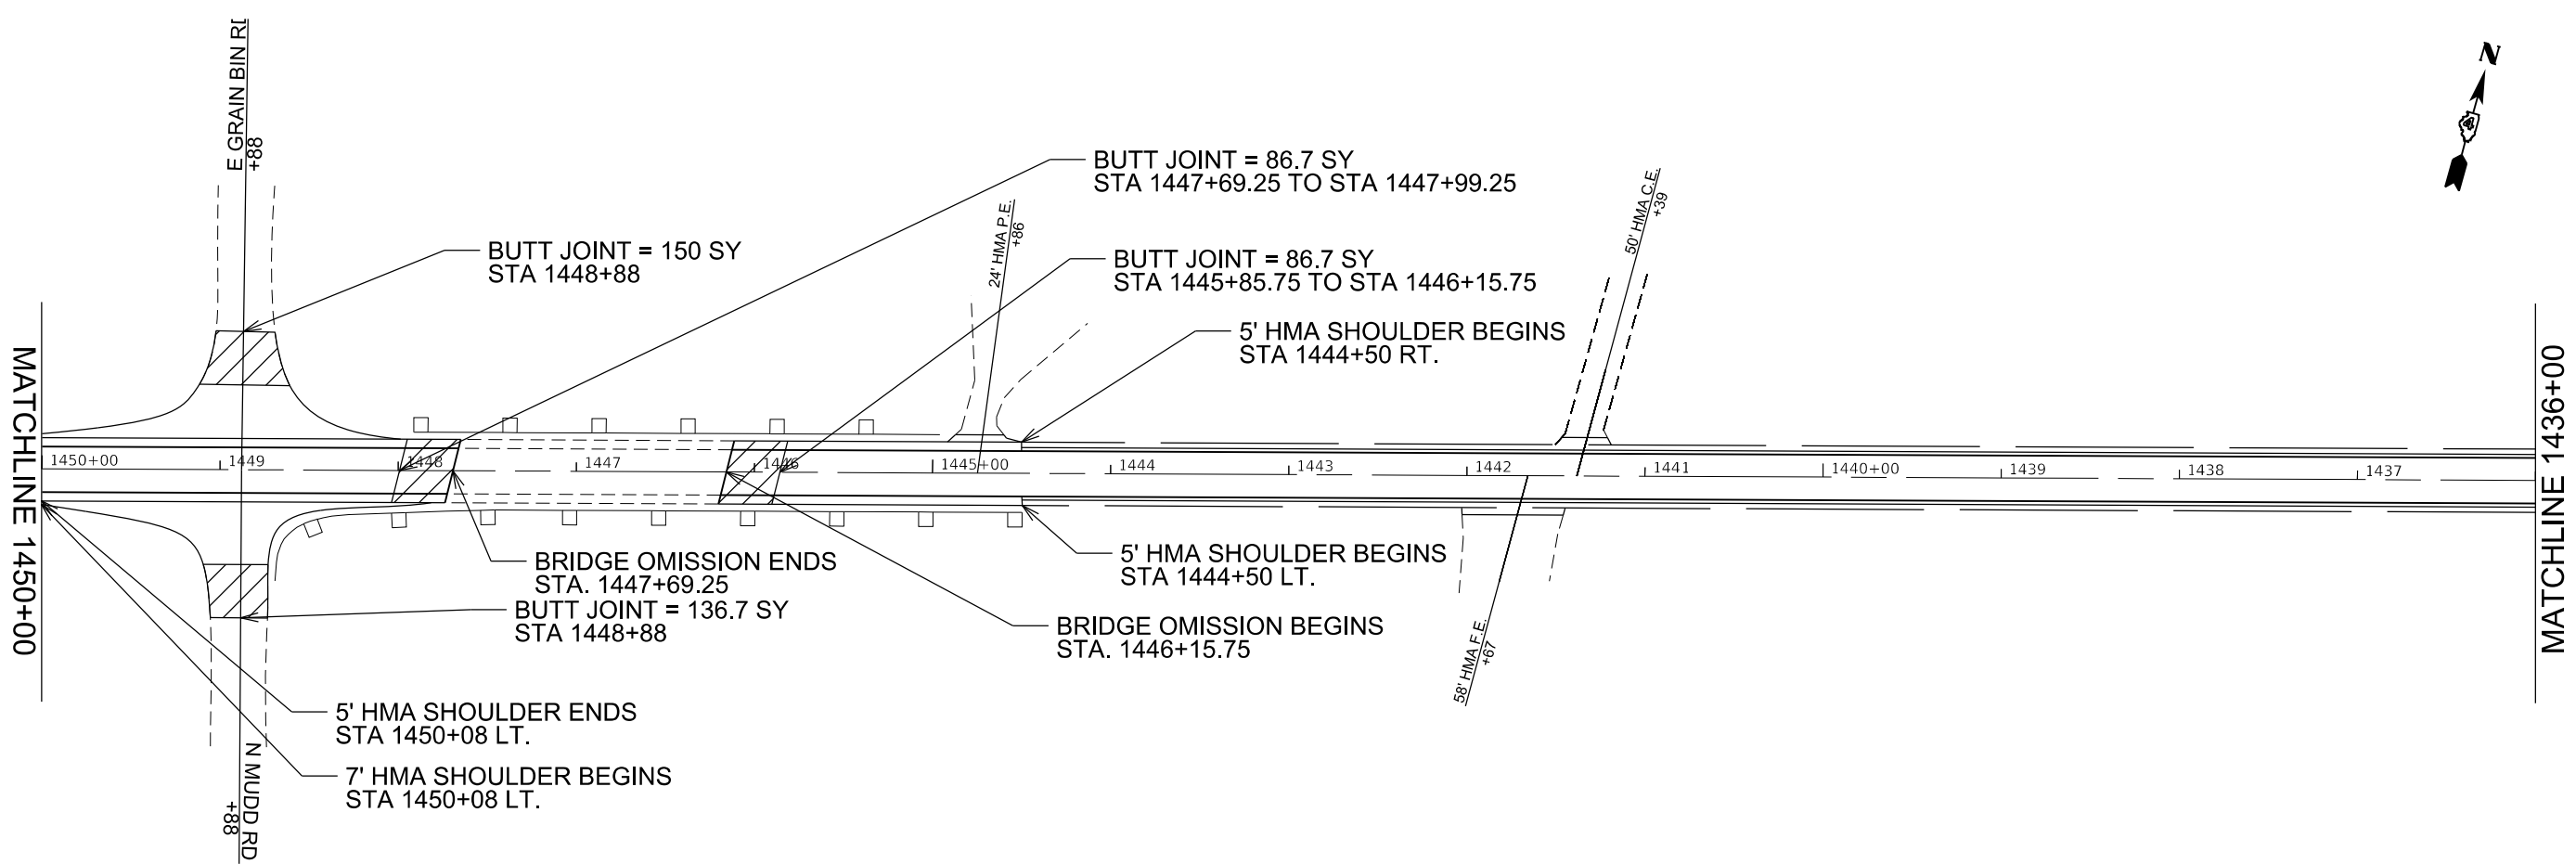 E GRAIN BIN RD
+88
N
BUTT JOINT = 86.7 SY
STA 1447+69.25 TO STA 1447+99.25
BUTT JOINT = 150 SY
STA 1448+88
24' HMA P.E.
+86
BUTT JOINT = 86.7 SY
STA 1445+85.75 TO STA 1446+15.75
50' HMA C.E.
+39
5' HMA SHOULDER BEGINS
STA 1444+50 RT.
MATCHLINE 1450+00
1450+00
1449
1448
1447
1446
1445+00
1444
1443
1442
1441
1440+00
1439
1438
1437
MATCHLINE 1436+00
BRIDGE OMISSION ENDS
STA. 1447+69.25
5' HMA SHOULDER BEGINS
STA 1444+50 LT.
BUTT JOINT = 136.7 SY
STA 1448+88
BRIDGE OMISSION BEGINS
STA. 1446+15.75
58' HMA F.E.
+67
5' HMA SHOULDER ENDS
STA 1450+08 LT.
7' HMA SHOULDER BEGINS
STA 1450+08 LT.
N MUDD RD
+88